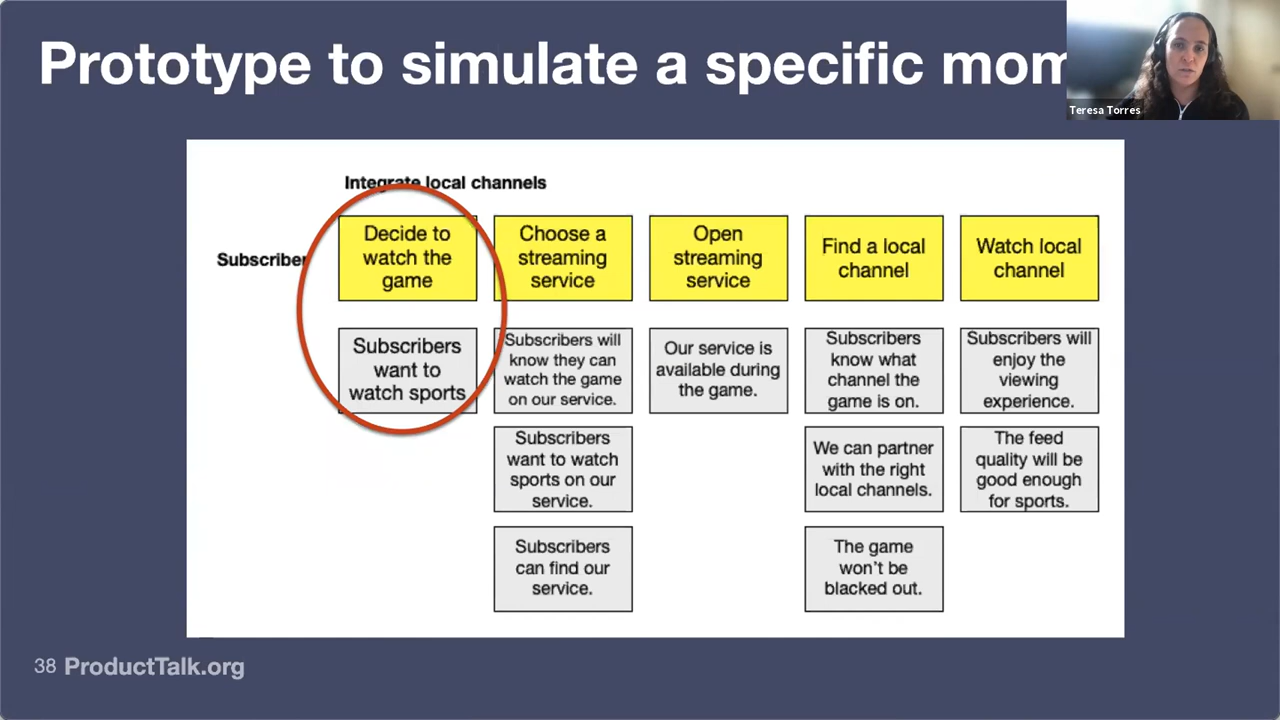 Prototype to simulate a specific mom
Teresa Torres
Integrate local channels
Subscriber
Decide to
watch the
game
Choose a
streaming
service
Open
streaming
service
Find a local
channel
Watch local
channel
Subscribers
want to
watch sports
Subscribers will
know they can
watch the game
on our service.
Our service is
available during
the game.
Subscribers
know what
channel the
game is on.
Subscribers will
enjoy the
viewing
experience.
Subscribers
want to watch
sports on our
service.
We can partner
with the right
local channels.
The feed
quality will be
good enough
for sports.
Subscribers
can find our
service.
The game
won't be
blacked out.
38 ProductTalk.org